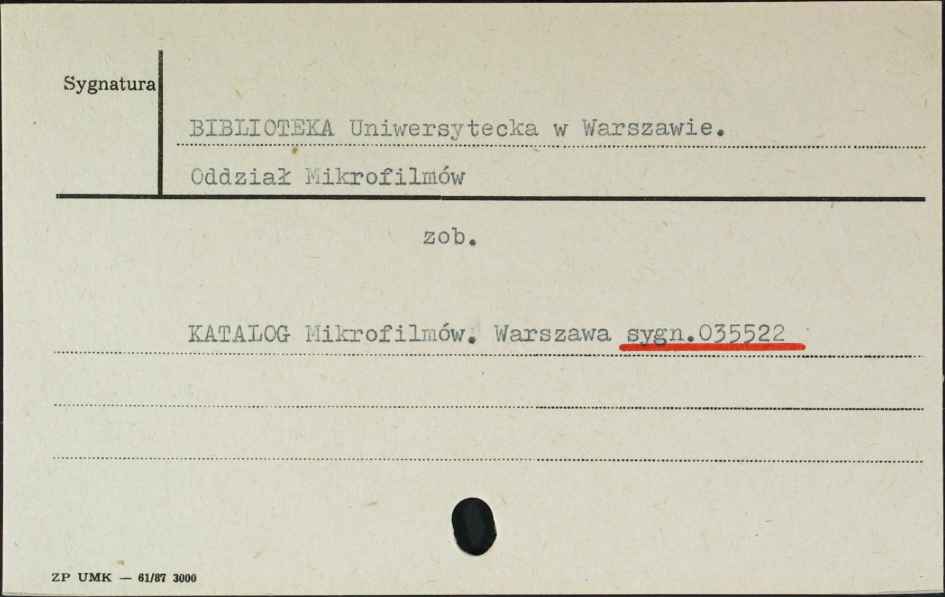 Sygnatura
BIBLIOTEKA Uniwersytecka w Warszawie.
Oddział Mikrofilmów
zob.
KATALOG Mikrofilmów. Warszawa sygn.035522
ZP UMK — 61/87 3000